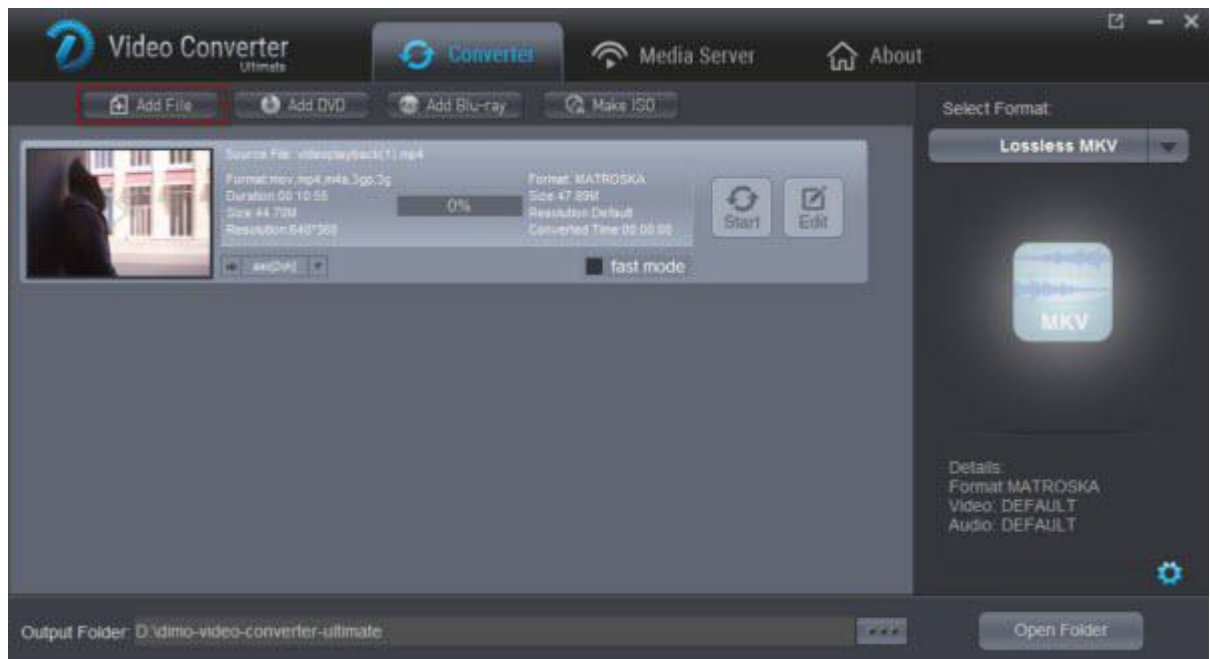 Video Converter
Ultimate
Converter
Media Server
About
Add File
Add DVD
Add Blu-ray
Make ISO
Select Format:
Lossless MKV
Source File: videoplayback(1).mp4
Format:mov,mp4,m4a,3gp,3g
Duration:00:10:55
Size:44.79M
Resolution:640*360
0%
Format: MATROSKA
Size:47.89M
Resolution:Default
Converted Time:00:00:00
Start
Edit
fast mode
MKV
Details:
Format:MATROSKA
Video: DEFAULT
Audio: DEFAULT
Output Folder: D:\dimo-video-converter-ultimate
Open Folder